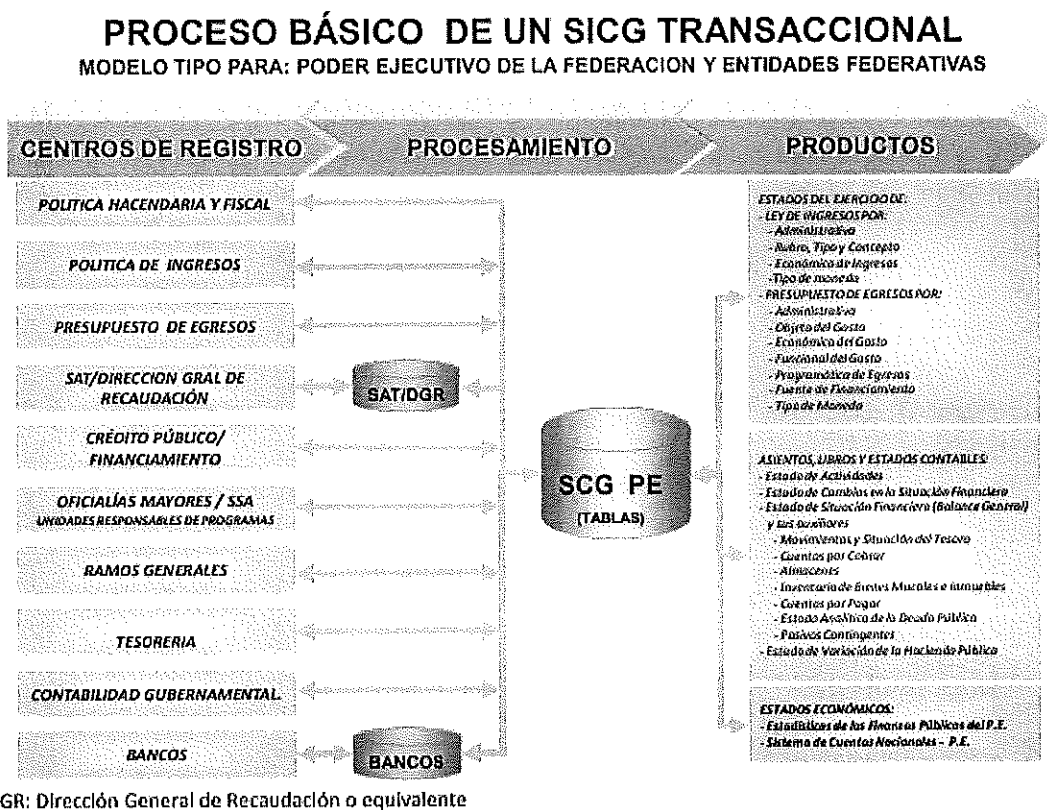 PROCESO BÁSICO DE UN SICG TRANSACCIONAL
MODELO TIPO PARA: PODER EJECUTIVO DE LA FEDERACION Y ENTIDADES FEDERATIVAS
CENTROS DE REGISTRO
PROCESAMIENTO
PRODUCTOS
POLITICA HACENDARIA Y FISCAL
POLITICA DE INGRESOS
PRESUPUESTO DE EGRESOS
SAT/DIRECCION GRAL DE
RECAUDACIÓN
CRÉDITO PÚBLICO/
FINANCIAMIENTO
OFICIALÍAS MAYORES / SSA
UNIDADES RESPONSABLES DE PROGRAMAS
RAMOS GENERALES
TESORERIA
CONTABILIDAD GUBERNAMENTAL.
BANCOS
SAT/DGR
BANCOS
SCG PE
(TABLAS)
ESTADOS DEL EJERCICIO DE:
- LEY DE INGRESOS POR:
- Administrativa
- Rubro, Tipo y Concepto
- Económica de Ingresos
- Tipo de moneda
- PRESUPUESTO DE EGRESOS POR:
- Administrativa
- Objeto del Gasto
- Económica del Gasto
- Funcional del Gasto
- Programática de Egresos
- Fuente de Financiamiento
- Tipo de Moneda
ASIENTOS, LIBROS Y ESTADOS CONTABLES:
- Estado de Actividades
- Estado de Cambios en la Situación Financiera
- Estado de Situación Financiera (Balance General)
y sus auxiliares
- Movimientos y Situación del Tesoro
- Cuentas por Cobrar
- Almacenes
- Inventario de Bienes Muebles e Inmuebles
- Cuentas por Pagar
- Estado Analítico de la Deuda Pública
- Pasivos Contingentes
- Estado de Variación de la Hacienda Pública
ESTADOS ECONÓMICOS:
- Estadísticas de las Finanzas Públicas del P.E.
- Sistema de Cuentas Nacionales - P.E.
GR: Dirección General de Recaudación o equivalente